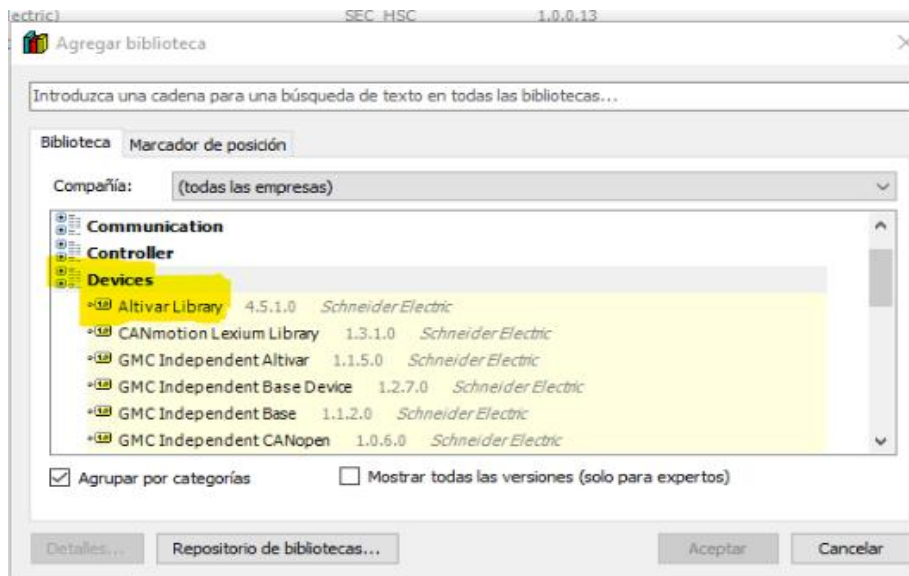 ectric) SEC_HSC 1.0.0.13
Agregar biblioteca
Introduzca una cadena para una búsqueda de texto en todas las bibliotecas...
Biblioteca Marcador de posición
Compañía: (todas las empresas)
Communication
Controller
Devices
Altivar Library 4.5.1.0 Schneider Electric
CANmotion Lexium Library 1.3.1.0 Schneider Electric
GMC Independent Altivar 1.1.5.0 Schneider Electric
GMC Independent Base Device 1.2.7.0 Schneider Electric
GMC Independent Base 1.1.2.0 Schneider Electric
GMC Independent CANopen 1.0.6.0 Schneider Electric
Agrupar por categorías Mostrar todas las versiones (solo para expertos)
Detalles... Repositorio de bibliotecas... Aceptar Cancelar